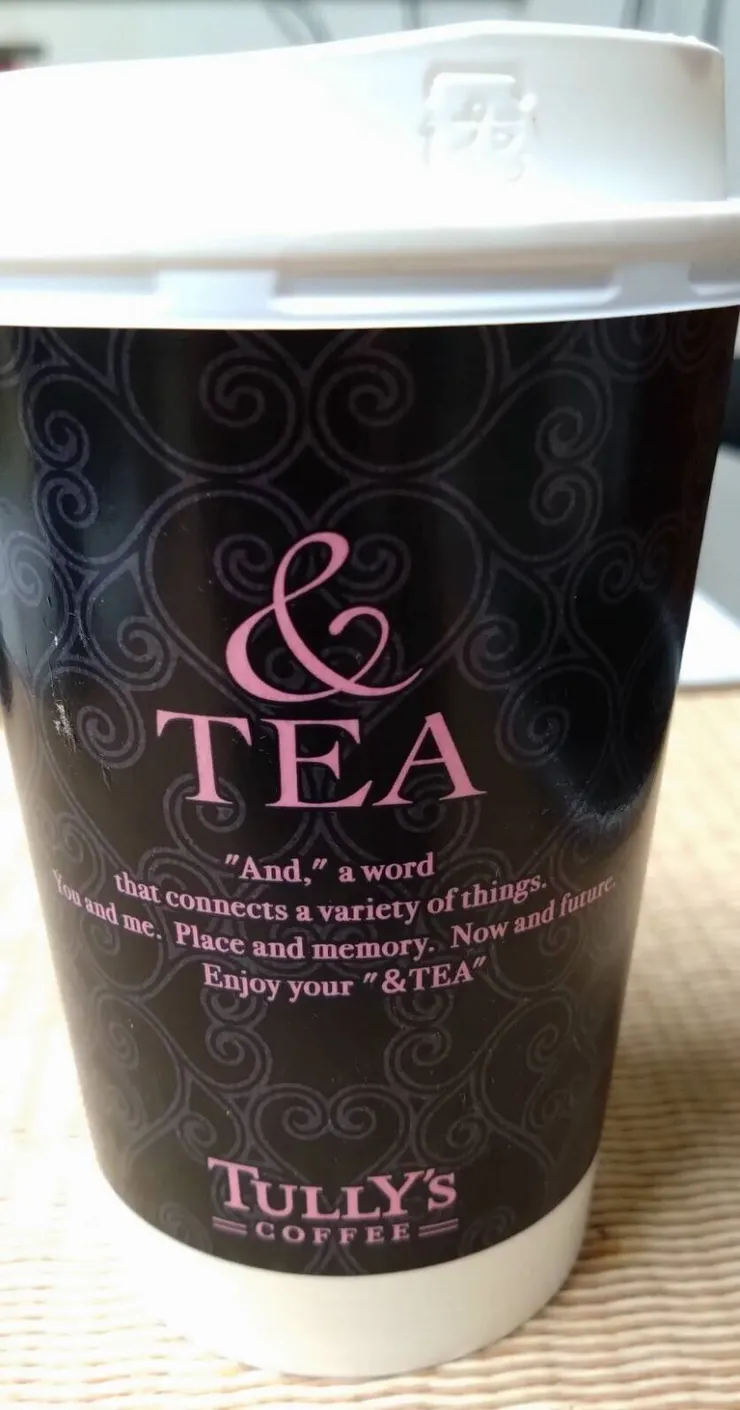 &
TEA
"And," a word
that connects a variety of things.
You and me. Place and memory. Now and future.
Enjoy your "&TEA"
TULLY'S
COFFEE